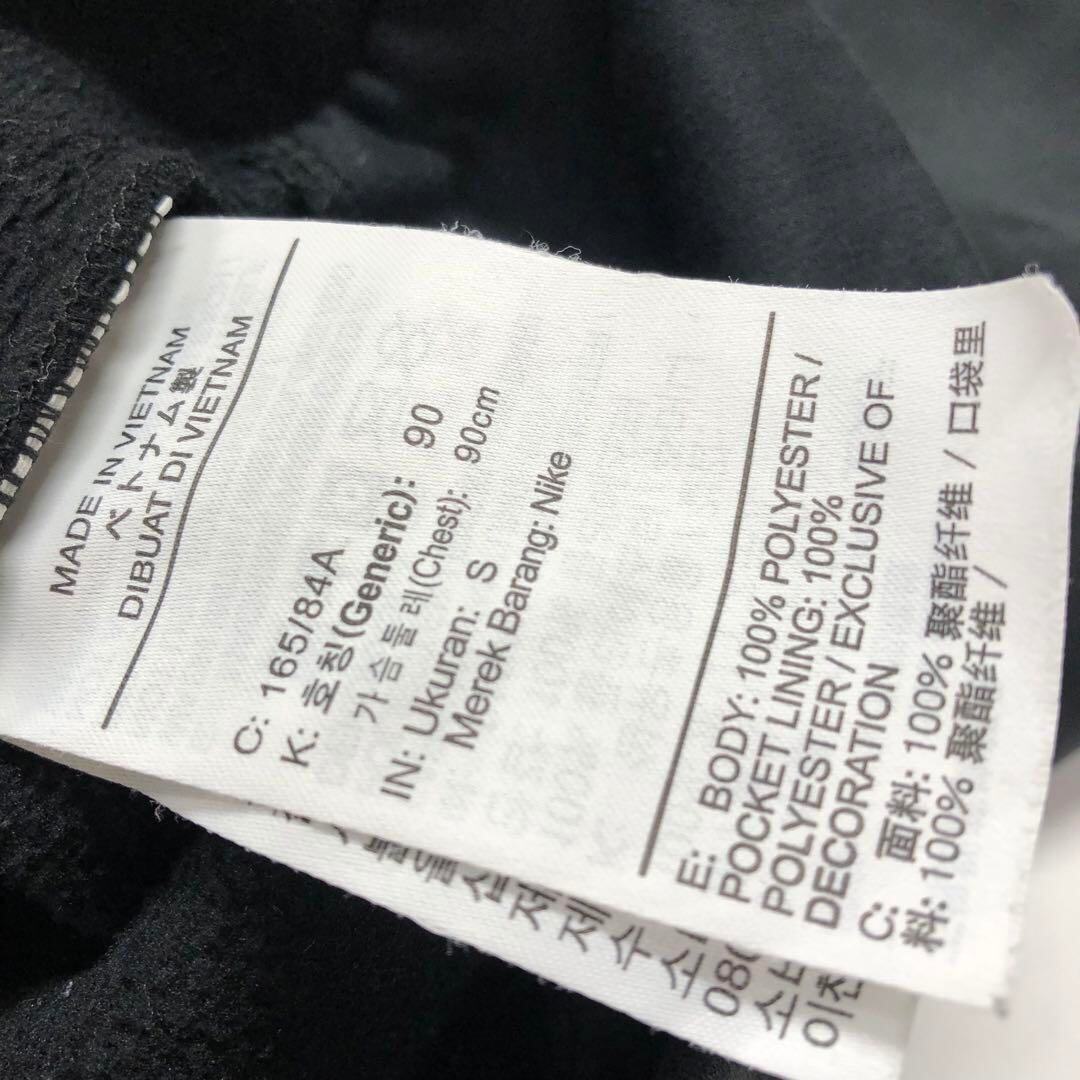 MADE IN VIETNAM
ベトナム製
DIBUAT DI VIETNAM
C: 165/84A
K: 호칭(Generic): 90
가슴둘레(Chest): 90cm
IN: Ukuran: S
Merek Barang: Nike
E: BODY: 100% POLYESTER /
POCKET LINING: 100%
POLYESTER / EXCLUSIVE OF
DECORATION
C: 面料: 100% 聚酯纤维 / 口袋里
料: 100% 聚酯纤维 /